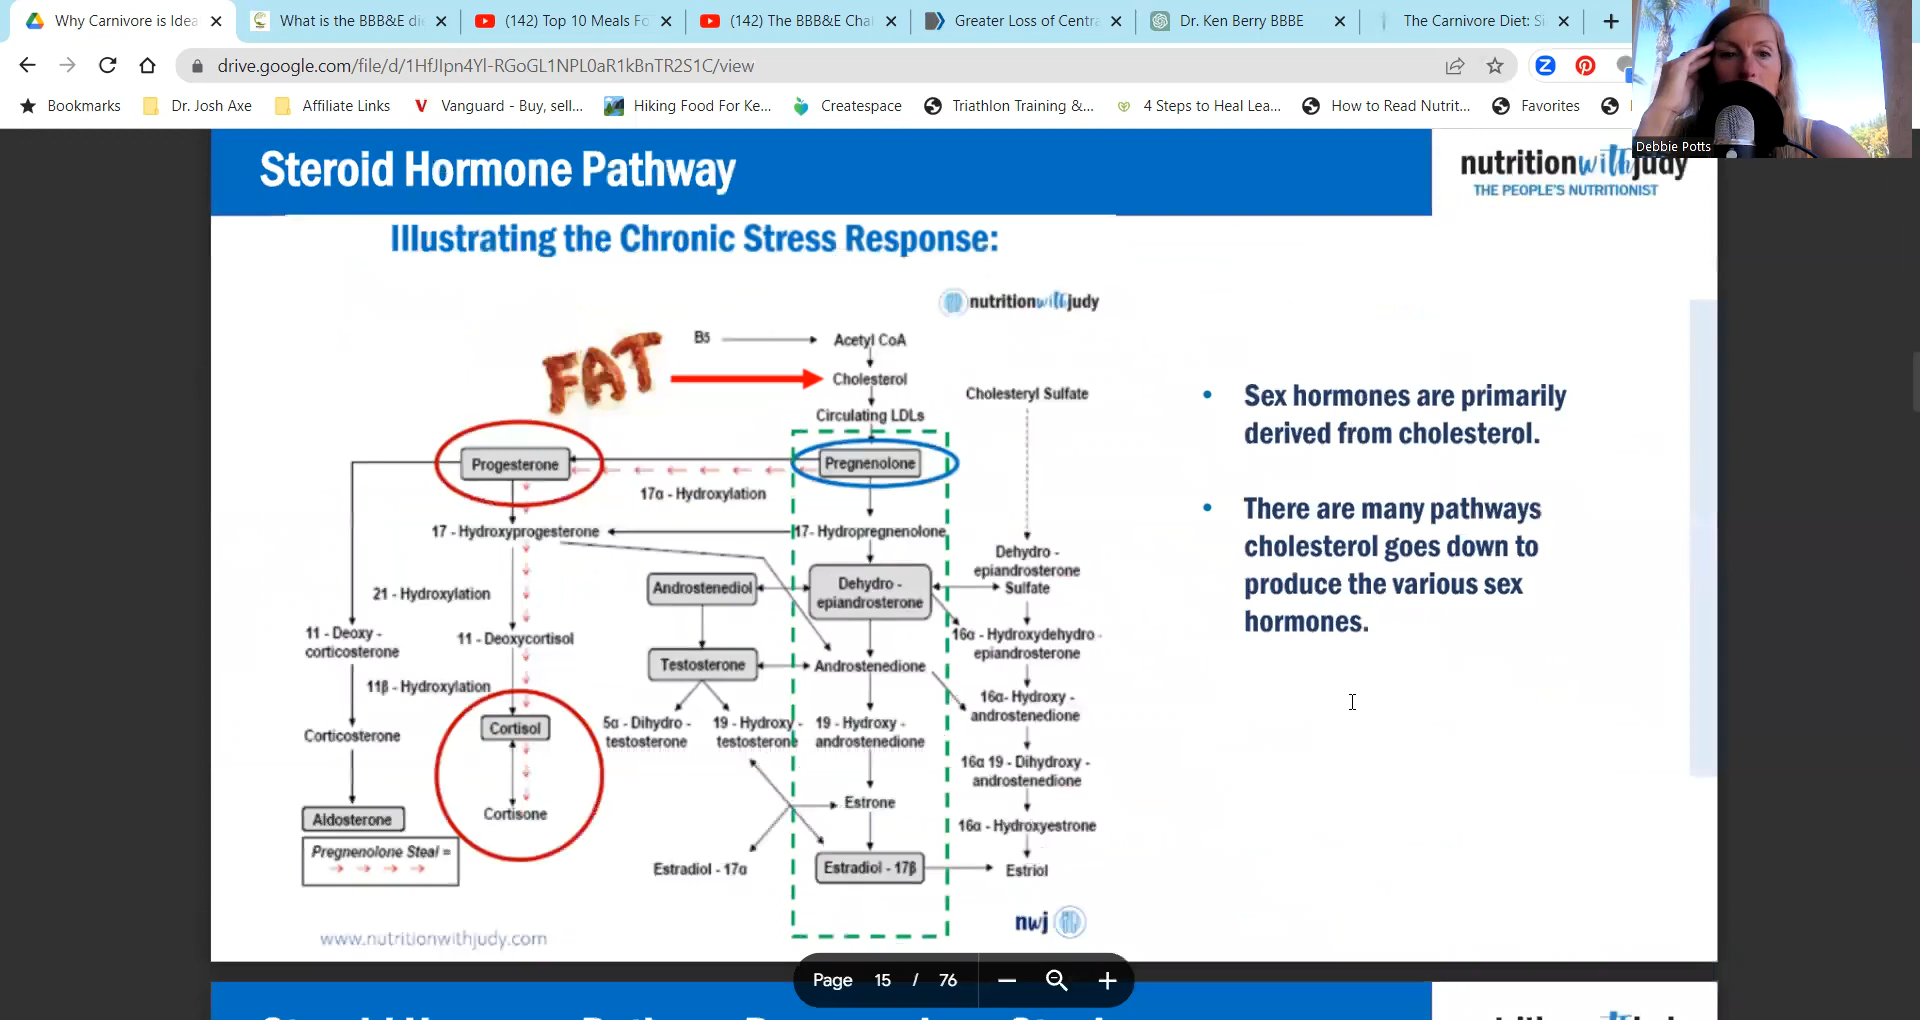 Why Carnivore is Idea
What is the BBB&E di
(142) Top 10 Meals Fo
(142) The BBB&E Cha
Greater Loss of Centra
Dr. Ken Berry BBBE
The Carnivore Diet: Si
drive.google.com/file/d/1HfJIpn4Yl-RGoGL1NPL0aR1kBnTR2S1C/view
Bookmarks
Dr. Josh Axe
Affiliate Links
Vanguard - Buy, sell...
Hiking Food For Ke...
Createspace
Triathlon Training &...
4 Steps to Heal Lea...
How to Read Nutrit...
Favorites
Debbie Potts
Steroid Hormone Pathway
nutritionwithjudy
THE PEOPLE'S NUTRITIONIST
Illustrating the Chronic Stress Response:
nutritionwithjudy
FAT
B5
Acetyl CoA
Cholesterol
Circulating LDLs
Cholesteryl Sulfate
Progesterone
Pregnenolone
17α - Hydroxylation
17 - Hydroxyprogesterone
17- Hydropregnenolone
Androstenediol
Dehydro -
epiandrosterone
Dehydro -
epiandrosterone
Sulfate
21 - Hydroxylation
11 - Deoxy -
corticosterone
11 - Deoxycortisol
Testosterone
Androstenedione
16α - Hydroxydehydro -
epiandrosterone
11β - Hydroxylation
16α- Hydroxy -
androstenedione
Corticosterone
Cortisol
5α - Dihydro -
testosterone
19 - Hydroxy -
testosterone
19 - Hydroxy -
androstenedione
16α 19 - Dihydroxy -
androstenedione
Cortisone
Estrone
16α - Hydroxyestrone
Aldosterone
Pregnenolone Steal =
Estradiol - 17α
Estradiol - 17β
Estriol
www.nutritionwithjudy.com
nwj
• Sex hormones are primarily
derived from cholesterol.
• There are many pathways
cholesterol goes down to
produce the various sex
hormones.
Page 15 / 76